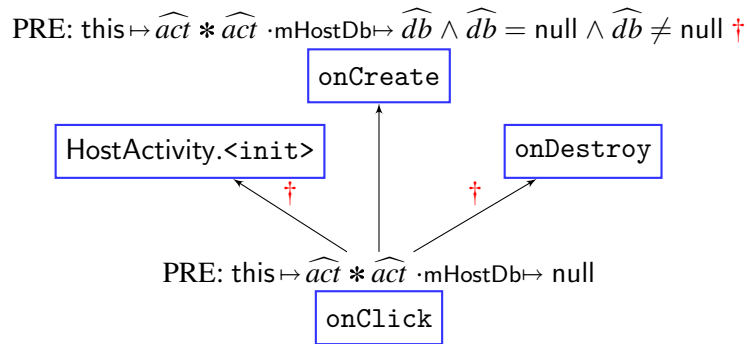 PRE: this ↦ act̂ * act̂ ·mHostDb↦ db̂ ∧ db̂ = null ∧ db̂ ≠ null †
onCreate
HostActivity.<init>
onDestroy
† †
PRE: this ↦ act̂ * act̂ ·mHostDb↦ null
onClick